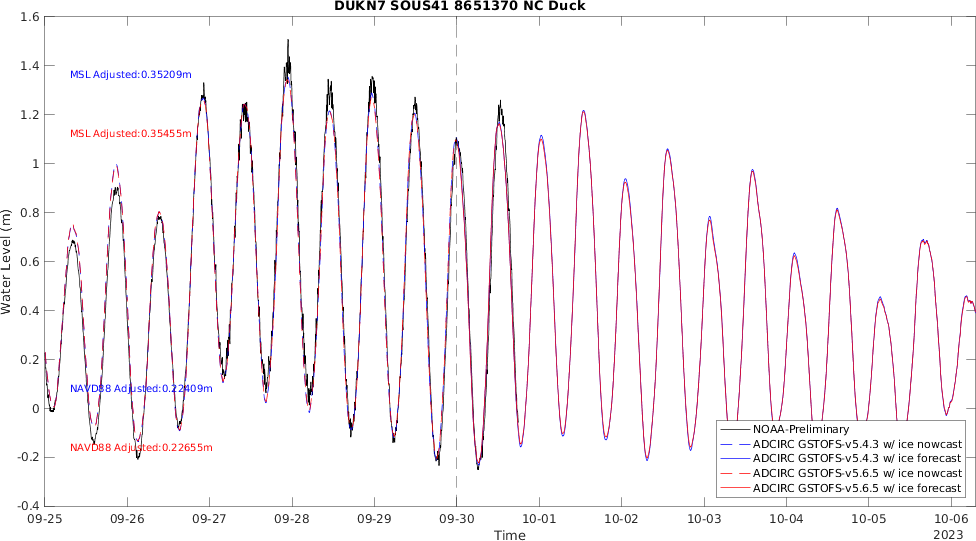 DUKN7 SOUS41 8651370 NC Duck
1.6
1.4
1.2
1
0.8
0.6
0.4
0.2
0
-0.2
-0.4
Water Level (m)
MSL Adjusted:0.35209m
MSL Adjusted:0.35455m
NAVD88 Adjusted:0.22409m
NAVD88 Adjusted:0.22655m
NOAA-Preliminary
ADCIRC GSTOFS-v5.4.3 w/ ice nowcast
ADCIRC GSTOFS-v5.4.3 w/ ice forecast
ADCIRC GSTOFS-v5.6.5 w/ ice nowcast
ADCIRC GSTOFS-v5.6.5 w/ ice forecast
09-25 09-26 09-27 09-28 09-29 09-30 10-01 10-02 10-03 10-04 10-05 10-06
2023
Time